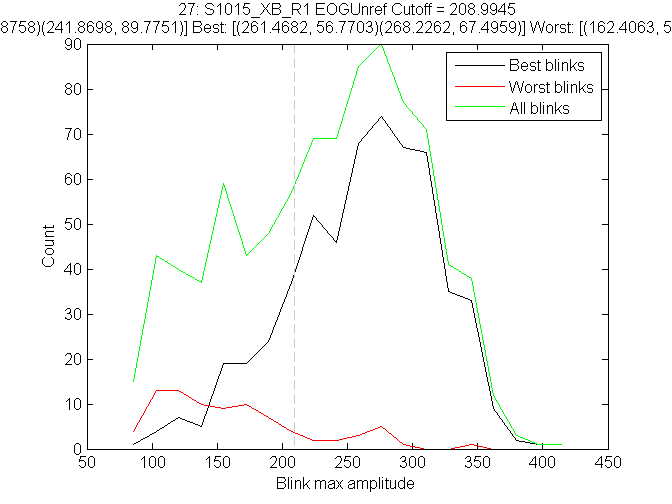 27: S1015_XB_R1 EOGUnref Cutoff = 208.9945
8758)(241.8698, 89.7751)] Best: [(261.4682, 56.7703)(268.2262, 67.4959)] Worst: [(162.4063, 5
90
80
70
60
50
40
30
20
10
0
Count
Best blinks
Worst blinks
All blinks
50 100 150 200 250 300 350 400 450
Blink max amplitude